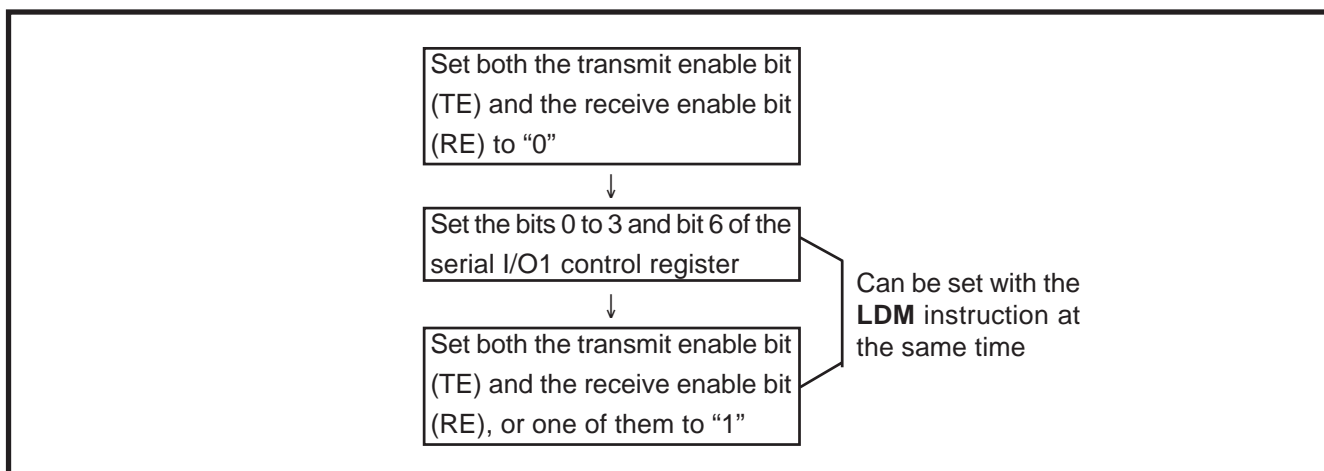 Set both the transmit enable bit
(TE) and the receive enable bit
(RE) to “0”
↓
Set the bits 0 to 3 and bit 6 of the
serial I/O1 control register
↓
Set both the transmit enable bit
(TE) and the receive enable bit
(RE), or one of them to “1”
Can be set with the
LDM instruction at
the same time